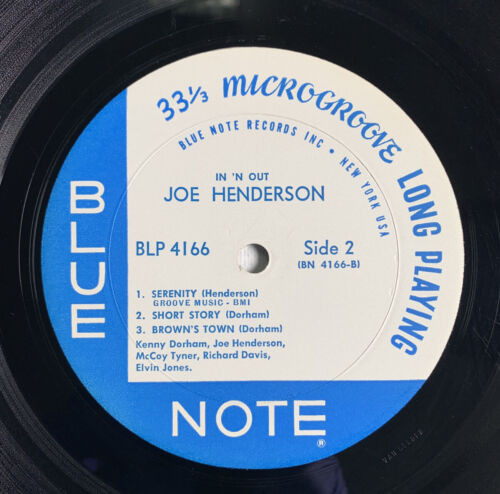 33⅓ MICROGROOVE LONG PLAYING
BLUE NOTE RECORDS INC • NEW YORK USA
IN 'N OUT
JOE HENDERSON
BLP 4166
Side 2
(BN 4166-B)
1. SERENITY (Henderson)
GROOVE MUSIC - BMI
2. SHORT STORY (Dorham)
3. BROWN'S TOWN (Dorham)
Kenny Dorham, Joe Henderson,
McCoy Tyner, Richard Davis,
Elvin Jones.
BLUE
NOTE
®
VAN GELDER